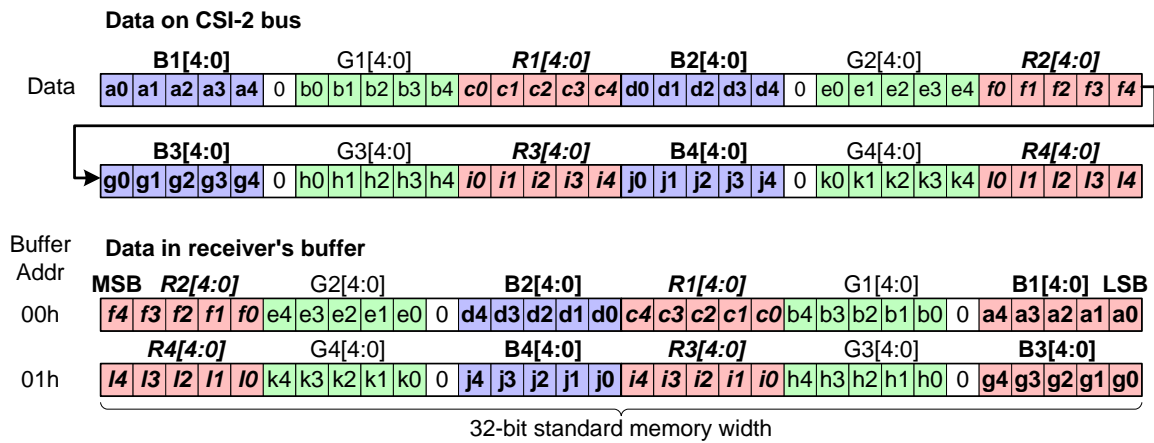 Data on CSI-2 bus
B1[4:0] G1[4:0] R1[4:0] B2[4:0] G2[4:0] R2[4:0]
Data a0 a1 a2 a3 a4 0 b0 b1 b2 b3 b4 c0 c1 c2 c3 c4 d0 d1 d2 d3 d4 0 e0 e1 e2 e3 e4 f0 f1 f2 f3 f4
B3[4:0] G3[4:0] R3[4:0] B4[4:0] G4[4:0] R4[4:0]
g0 g1 g2 g3 g4 0 h0 h1 h2 h3 h4 i0 i1 i2 i3 i4 j0 j1 j2 j3 j4 0 k0 k1 k2 k3 k4 l0 l1 l2 l3 l4
Buffer Addr
Data in receiver's buffer
MSB R2[4:0] G2[4:0] B2[4:0] R1[4:0] G1[4:0] B1[4:0] LSB
00h f4 f3 f2 f1 f0 e4 e3 e2 e1 e0 0 d4 d3 d2 d1 d0 c4 c3 c2 c1 c0 b4 b3 b2 b1 b0 0 a4 a3 a2 a1 a0
R4[4:0] G4[4:0] B4[4:0] R3[4:0] G3[4:0] B3[4:0]
01h l4 l3 l2 l1 l0 k4 k3 k2 k1 k0 0 j4 j3 j2 j1 j0 i4 i3 i2 i1 i0 h4 h3 h2 h1 h0 0 g4 g3 g2 g1 g0
32-bit standard memory width